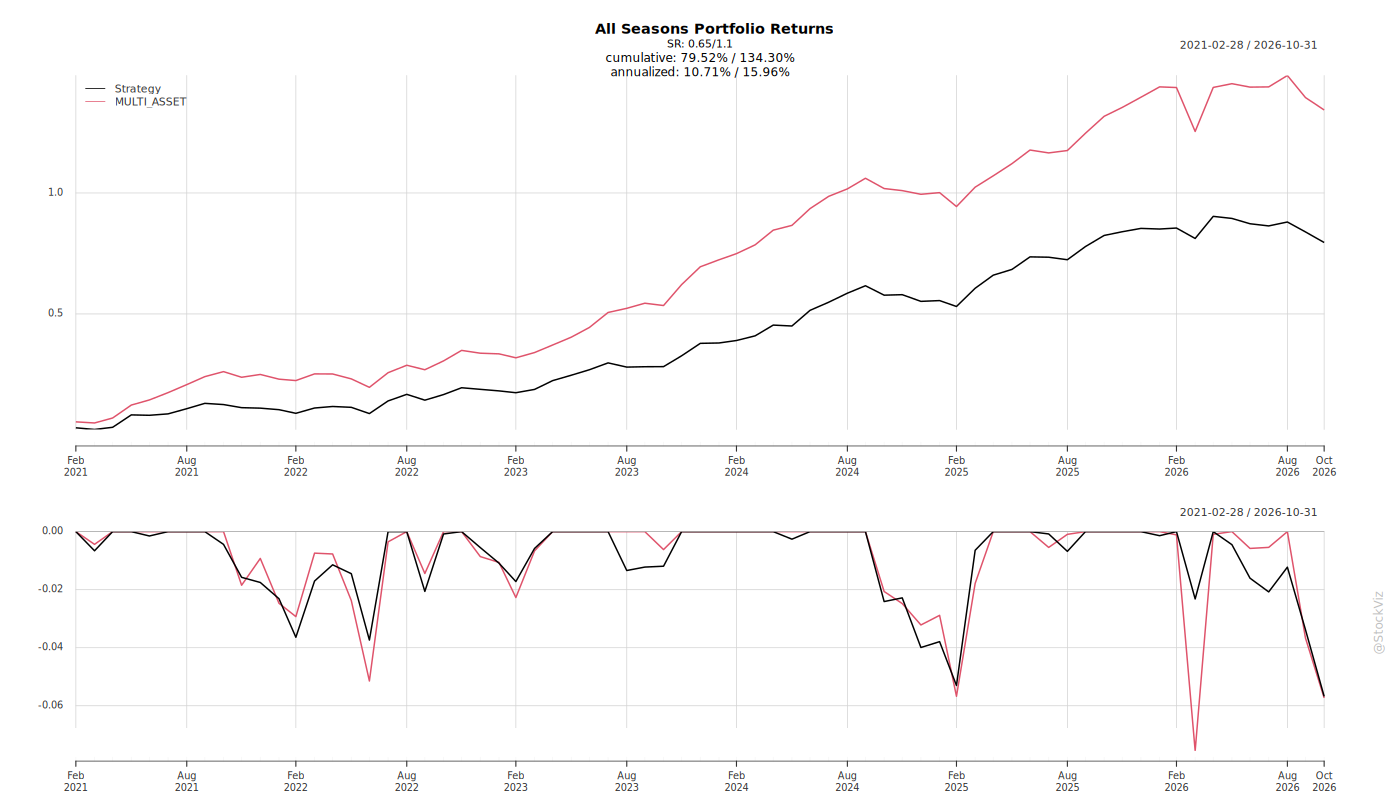 All Seasons Portfolio Returns
SR: 0.65/1.1
cumulative: 79.52% / 134.30%
annualized: 10.71% / 15.96%
2021-02-28 / 2026-10-31
Strategy
MULTI_ASSET
1.0
0.5
Feb 2021
Aug 2021
Feb 2022
Aug 2022
Feb 2023
Aug 2023
Feb 2024
Aug 2024
Feb 2025
Aug 2025
Feb 2026
Aug 2026
Oct 2026
2021-02-28 / 2026-10-31
0.00
-0.02
-0.04
-0.06
Feb 2021
Aug 2021
Feb 2022
Aug 2022
Feb 2023
Aug 2023
Feb 2024
Aug 2024
Feb 2025
Aug 2025
Feb 2026
Aug 2026
Oct 2026
@StockViz